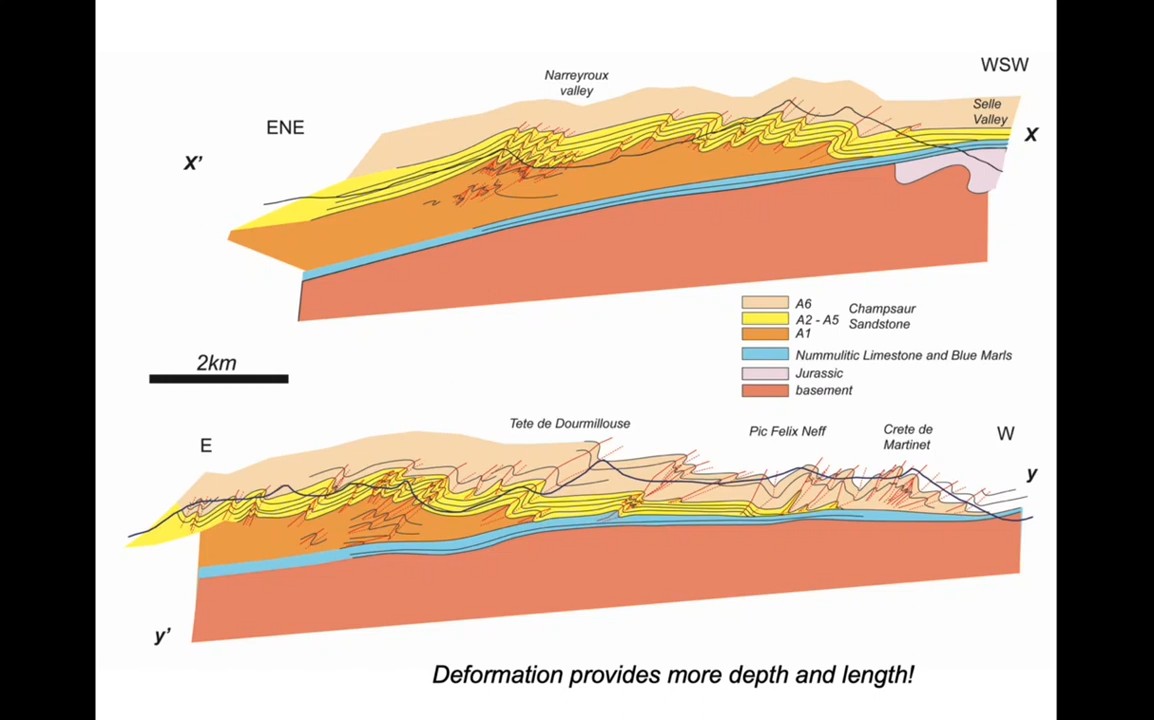 Narreyroux
valley
WSW
ENE
Selle
Valley
X
X'
A6
Champsaur
A2 - A5
Sandstone
A1
2km
Nummulitic Limestone and Blue Marls
Jurassic
basement
Tete de Dourmillouse
Pic Felix Neff
Crete de
Martinet
E
W
y
y'
Deformation provides more depth and length!